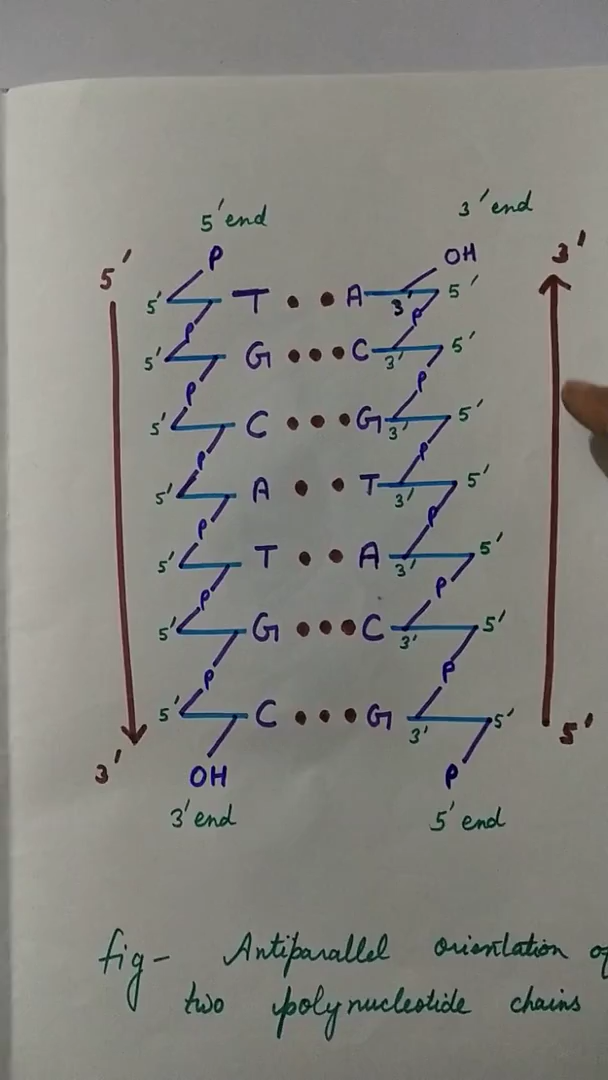 5' end 3' end
5' P OH 3'
5' T • • A 3' 5'
P P
5' G • • • C 3' 5'
P P
5' C • • • G 3' 5'
P P
5' A • • T 3' 5'
P P
5' T • • A 3' 5'
P P
5' G • • • C 3' 5'
P P
5' C • • • G 3' 5' 5'
3' OH P
3' end 5' end
fig- Antiparallel orientation of
two polynucleotide chains